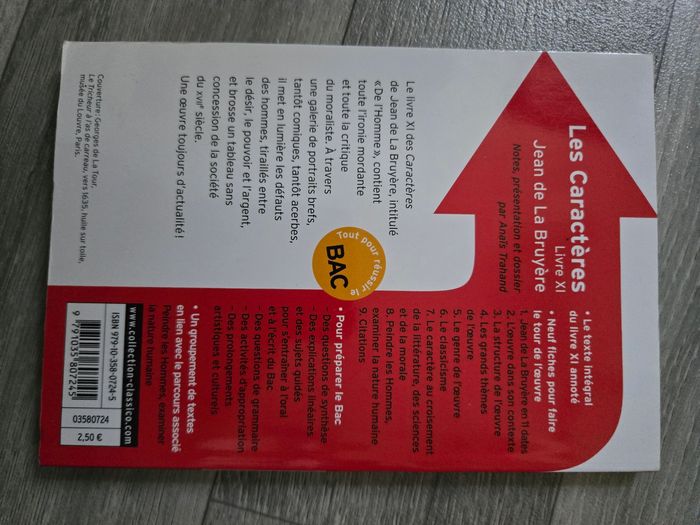 Les Caractères
Livre XI
Jean de La Bruyère
Notes, présentation et dossier
par Anaïs Trahand
Le livre XI des Caractères
de Jean de La Bruyère, intitulé
« De l'Homme », contient
toute l'ironie mordante
et toute la critique
du moraliste. À travers
une galerie de portraits brefs,
tantôt comiques, tantôt acerbes,
il met en lumière les défauts
des hommes, tiraillés entre
le désir, le pouvoir et l'argent,
et brosse un tableau sans
concession de la société
du XVIIe siècle.
Une œuvre toujours d'actualité !
Couverture : Georges de La Tour,
Le Tricheur à l'as de carreau, vers 1635, huile sur toile,
musée du Louvre, Paris.
Tout pour réussir le
BAC
• Le texte intégral
du livre XI annoté
• Neuf fiches pour faire
le tour de l'œuvre
1. Jean de La Bruyère en 11 dates
2. L'œuvre dans son contexte
3. La structure de l'œuvre
4. Les grands thèmes
de l'œuvre
5. Le genre de l'œuvre
6. Le classicisme
7. Le caractère au croisement
de la littérature, des sciences
et de la morale
8. Peindre les Hommes,
examiner la nature humaine
9. Citations
• Pour préparer le Bac
- Des questions de synthèse
- Des explications linéaires
et des sujets guidés
pour s'entraîner à l'oral
et à l'écrit du Bac
- Des questions de grammaire
- Des activités d'appropriation
- Des prolongements
artistiques et culturels
• Un groupement de textes
en lien avec le parcours associé
Peindre les Hommes, examiner
la nature humaine
www.collection-classico.com
ISBN 979-10-358-0724-5
9 791035 807245
03580724
2,50 €